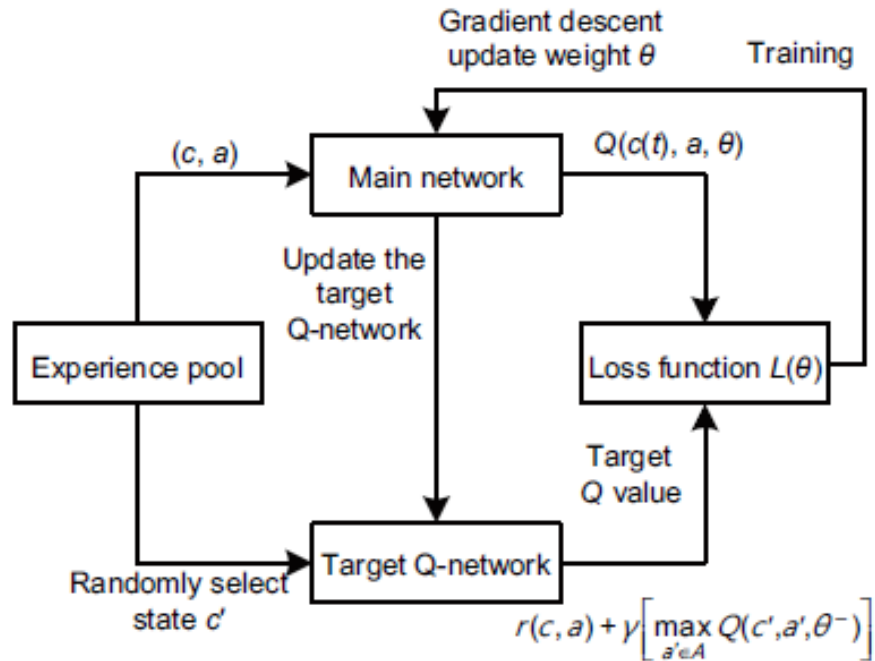 Gradient descent
update weight θ
Training
(c, a)
Main network
Q(c(t), a, θ)
Update the
target
Q-network
Experience pool
Loss function L(θ)
Target
Q value
Target Q-network
Randomly select
state c′
r(c, a) + γ[max Q(c′,a′,θ⁻)]
a′∈A